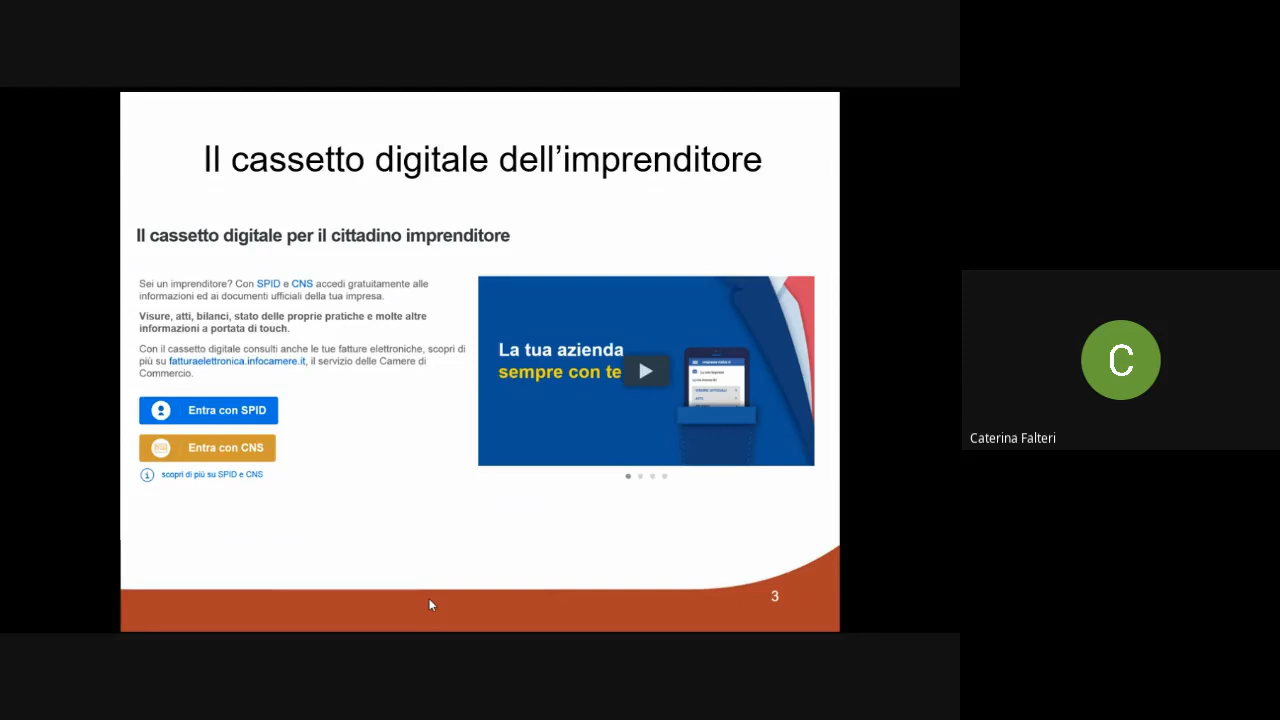 Il cassetto digitale dell’imprenditore
Il cassetto digitale per il cittadino imprenditore
Sei un imprenditore? Con SPID e CNS accedi gratuitamente alle
informazioni ed ai documenti ufficiali della tua impresa.
Visure, atti, bilanci, stato delle proprie pratiche e molte altre
informazioni a portata di touch.
Con il cassetto digitale consulti anche le tue fatture elettroniche, scopri di
più su fatturaelettronica.infocamere.it, il servizio delle Camere di
Commercio.
Entra con SPID
Entra con CNS
scopri di più su SPID e CNS
La tua azienda
sempre con te
3
C
Caterina Falteri